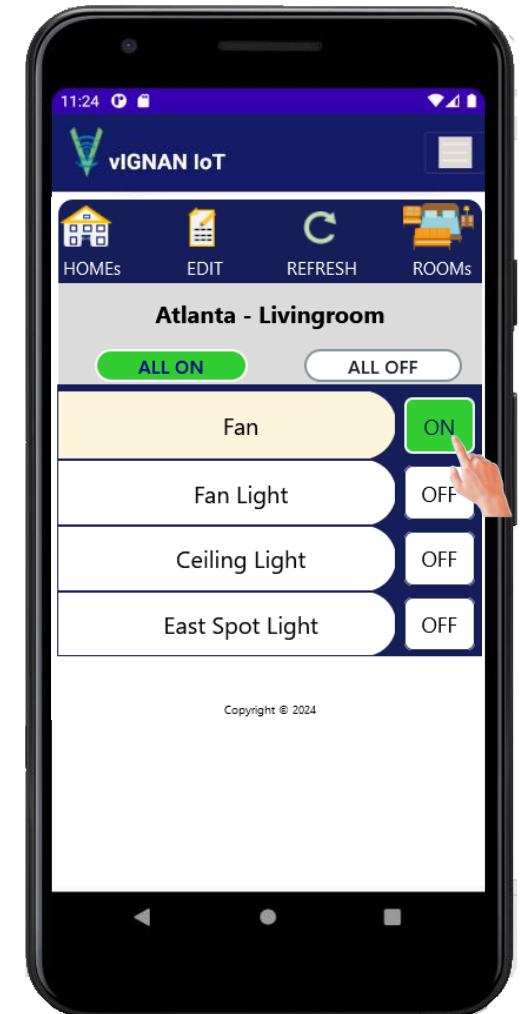 11:24
vIGNAN IoT
HOMEs EDIT REFRESH ROOMs
Atlanta - Livingroom
ALL ON ALL OFF
Fan ON
Fan Light OFF
Ceiling Light OFF
East Spot Light OFF
Copyright © 2024